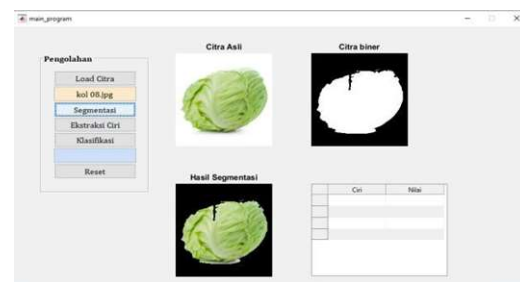 main_program
Pengolahan
Load Citra
kol 08.jpg
Segmentasi
Ekstraksi Ciri
Klasifikasi
Reset
Citra Asli
Citra biner
Hasil Segmentasi
Ciri Nilai